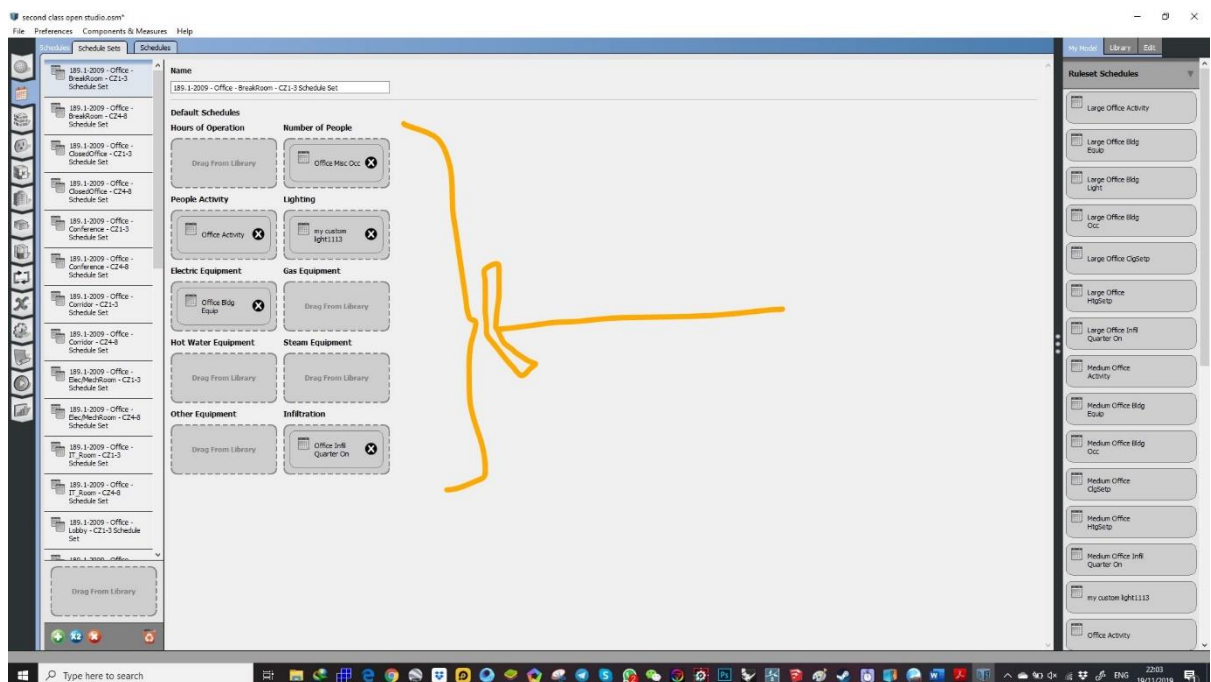 second class open studio.osm*
File Preferences Components & Measures Help
Schedules Schedule Sets Schedules
My Model Library Edit
189.1-2009 - Office -
BreakRoom - CZ1-3
Schedule Set
189.1-2009 - Office -
BreakRoom - CZ4-8
Schedule Set
189.1-2009 - Office -
ClosedOffice - CZ1-3
Schedule Set
189.1-2009 - Office -
ClosedOffice - CZ4-8
Schedule Set
189.1-2009 - Office -
Conference - CZ1-3
Schedule Set
189.1-2009 - Office -
Conference - CZ4-8
Schedule Set
189.1-2009 - Office -
Corridor - CZ1-3
Schedule Set
189.1-2009 - Office -
Corridor - CZ4-8
Schedule Set
189.1-2009 - Office -
Elec/MechRoom - CZ1-3
Schedule Set
189.1-2009 - Office -
Elec/MechRoom - CZ4-8
Schedule Set
189.1-2009 - Office -
IT_Room - CZ1-3
Schedule Set
189.1-2009 - Office -
IT_Room - CZ4-8
Schedule Set
189.1-2009 - Office -
Lobby - CZ1-3 Schedule
Set
189.1-2009 - Office -
Drag From Library
X2
Name
189.1-2009 - Office - BreakRoom - CZ1-3 Schedule Set
Default Schedules
Hours of Operation Number of People
Drag From Library Office Misc Occ
People Activity Lighting
Office Activity my custom
light1113
Electric Equipment Gas Equipment
Office Bldg
Equip Drag From Library
Hot Water Equipment Steam Equipment
Drag From Library Drag From Library
Other Equipment Infiltration
Drag From Library Office Infil
Quarter On
Ruleset Schedules
Large Office Activity
Large Office Bldg
Equip
Large Office Bldg
Light
Large Office Bldg
Occ
Large Office ClgSetp
Large Office
HtgSetp
Large Office Infil
Quarter On
Medium Office
Activity
Medium Office Bldg
Equip
Medium Office Bldg
Occ
Medium Office
ClgSetp
Medium Office
HtgSetp
Medium Office Infil
Quarter On
my custom light1113
Office Activity
Type here to search
ENG
22:03
19/11/2019